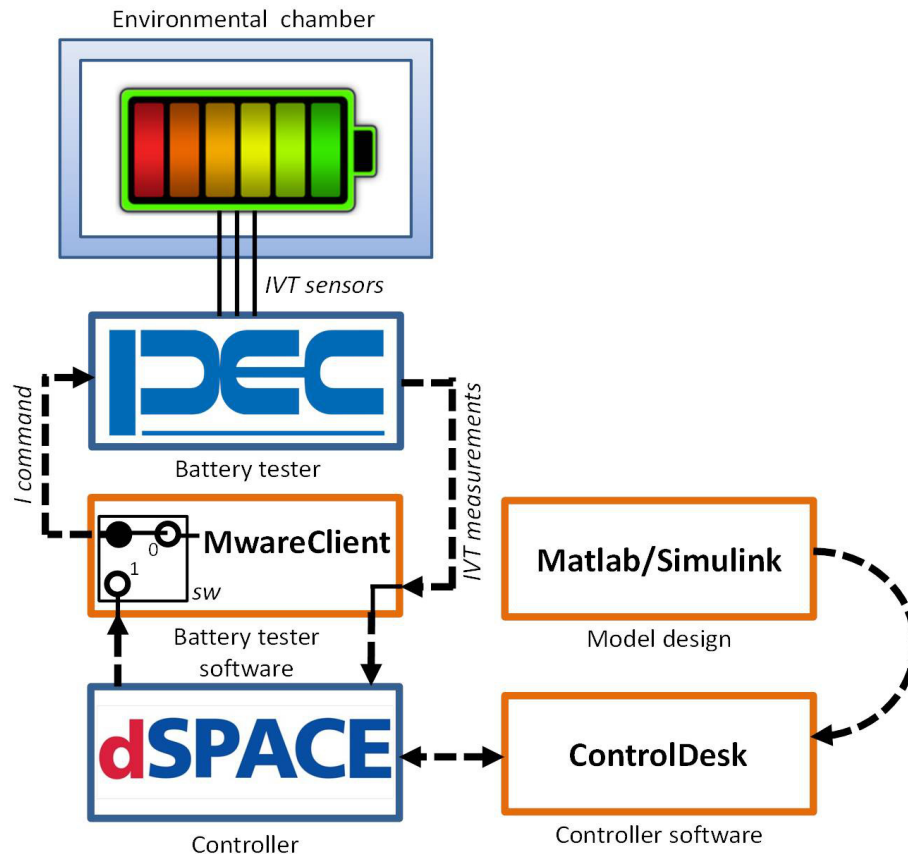 Environmental chamber
IVT sensors
PEC
I command
IVT measurements
Battery tester
0
1
sw
MwareClient
Battery tester
software
Matlab/Simulink
Model design
dSPACE
Controller
ControlDesk
Controller software